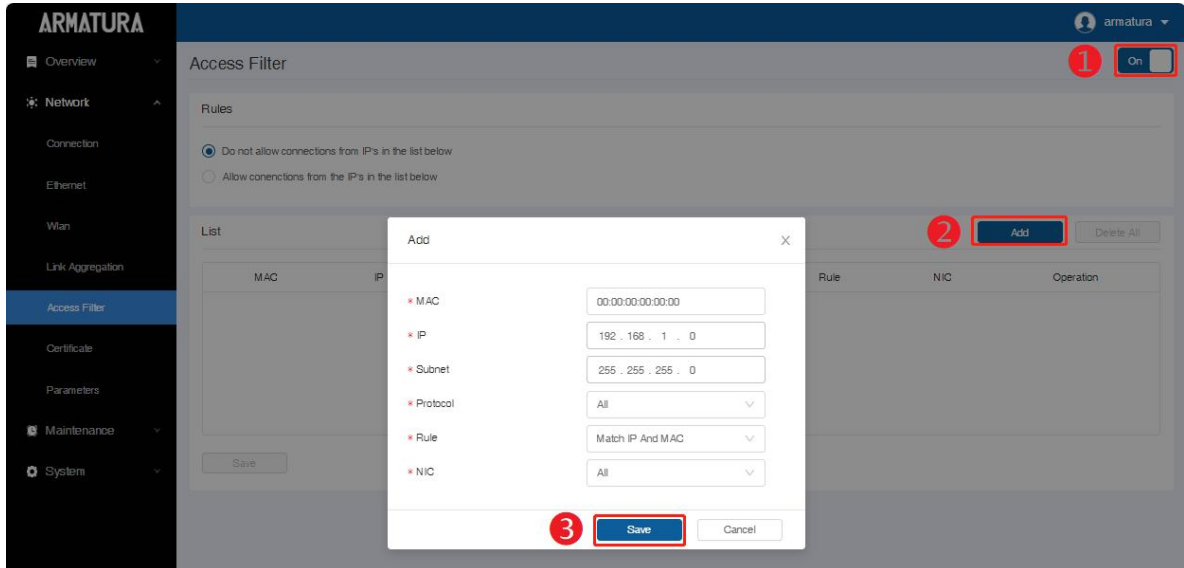 ARMATURA
armatura
Overview
Access Filter
1
On
Network
Rules
Connection
Do not allow connections from IP's in the list below
Ethernet
Allow conenctions from the IP's in the list below
Wlan
List
Add
2
Add
Delete All
Link Aggregation
MAC
IP
Rule
NIC
Operation
* MAC
00:00:00:00:00:00
Access Filter
* IP
192 . 168 . 1 . 0
Certificate
* Subnet
255 . 255 . 255 . 0
Parameters
* Protocol
All
Maintenance
* Rule
Match IP And MAC
System
Save
* NIC
All
3
Save
Cancel